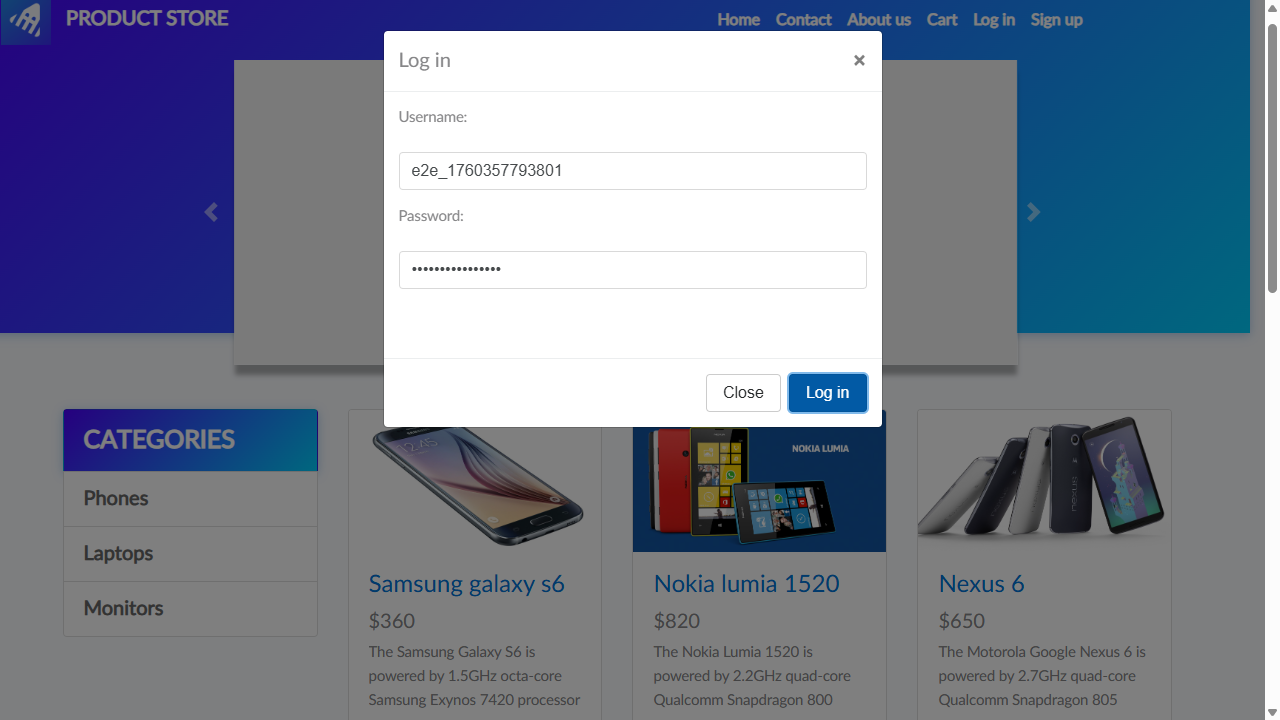 PRODUCT STORE
Home Contact About us Cart Log in Sign up
Log in
×
Username:
e2e_1760357793801
Password:
••••••••••••••••
Close Log in
CATEGORIES
Phones
Laptops
Monitors
NOKIA LUMIA
nexus
Samsung galaxy s6
$360
The Samsung Galaxy S6 is
powered by 1.5GHz octa-core
Samsung Exynos 7420 processor
Nokia lumia 1520
$820
The Nokia Lumia 1520 is
powered by 2.2GHz quad-core
Qualcomm Snapdragon 800
Nexus 6
$650
The Motorola Google Nexus 6 is
powered by 2.7GHz quad-core
Qualcomm Snapdragon 805